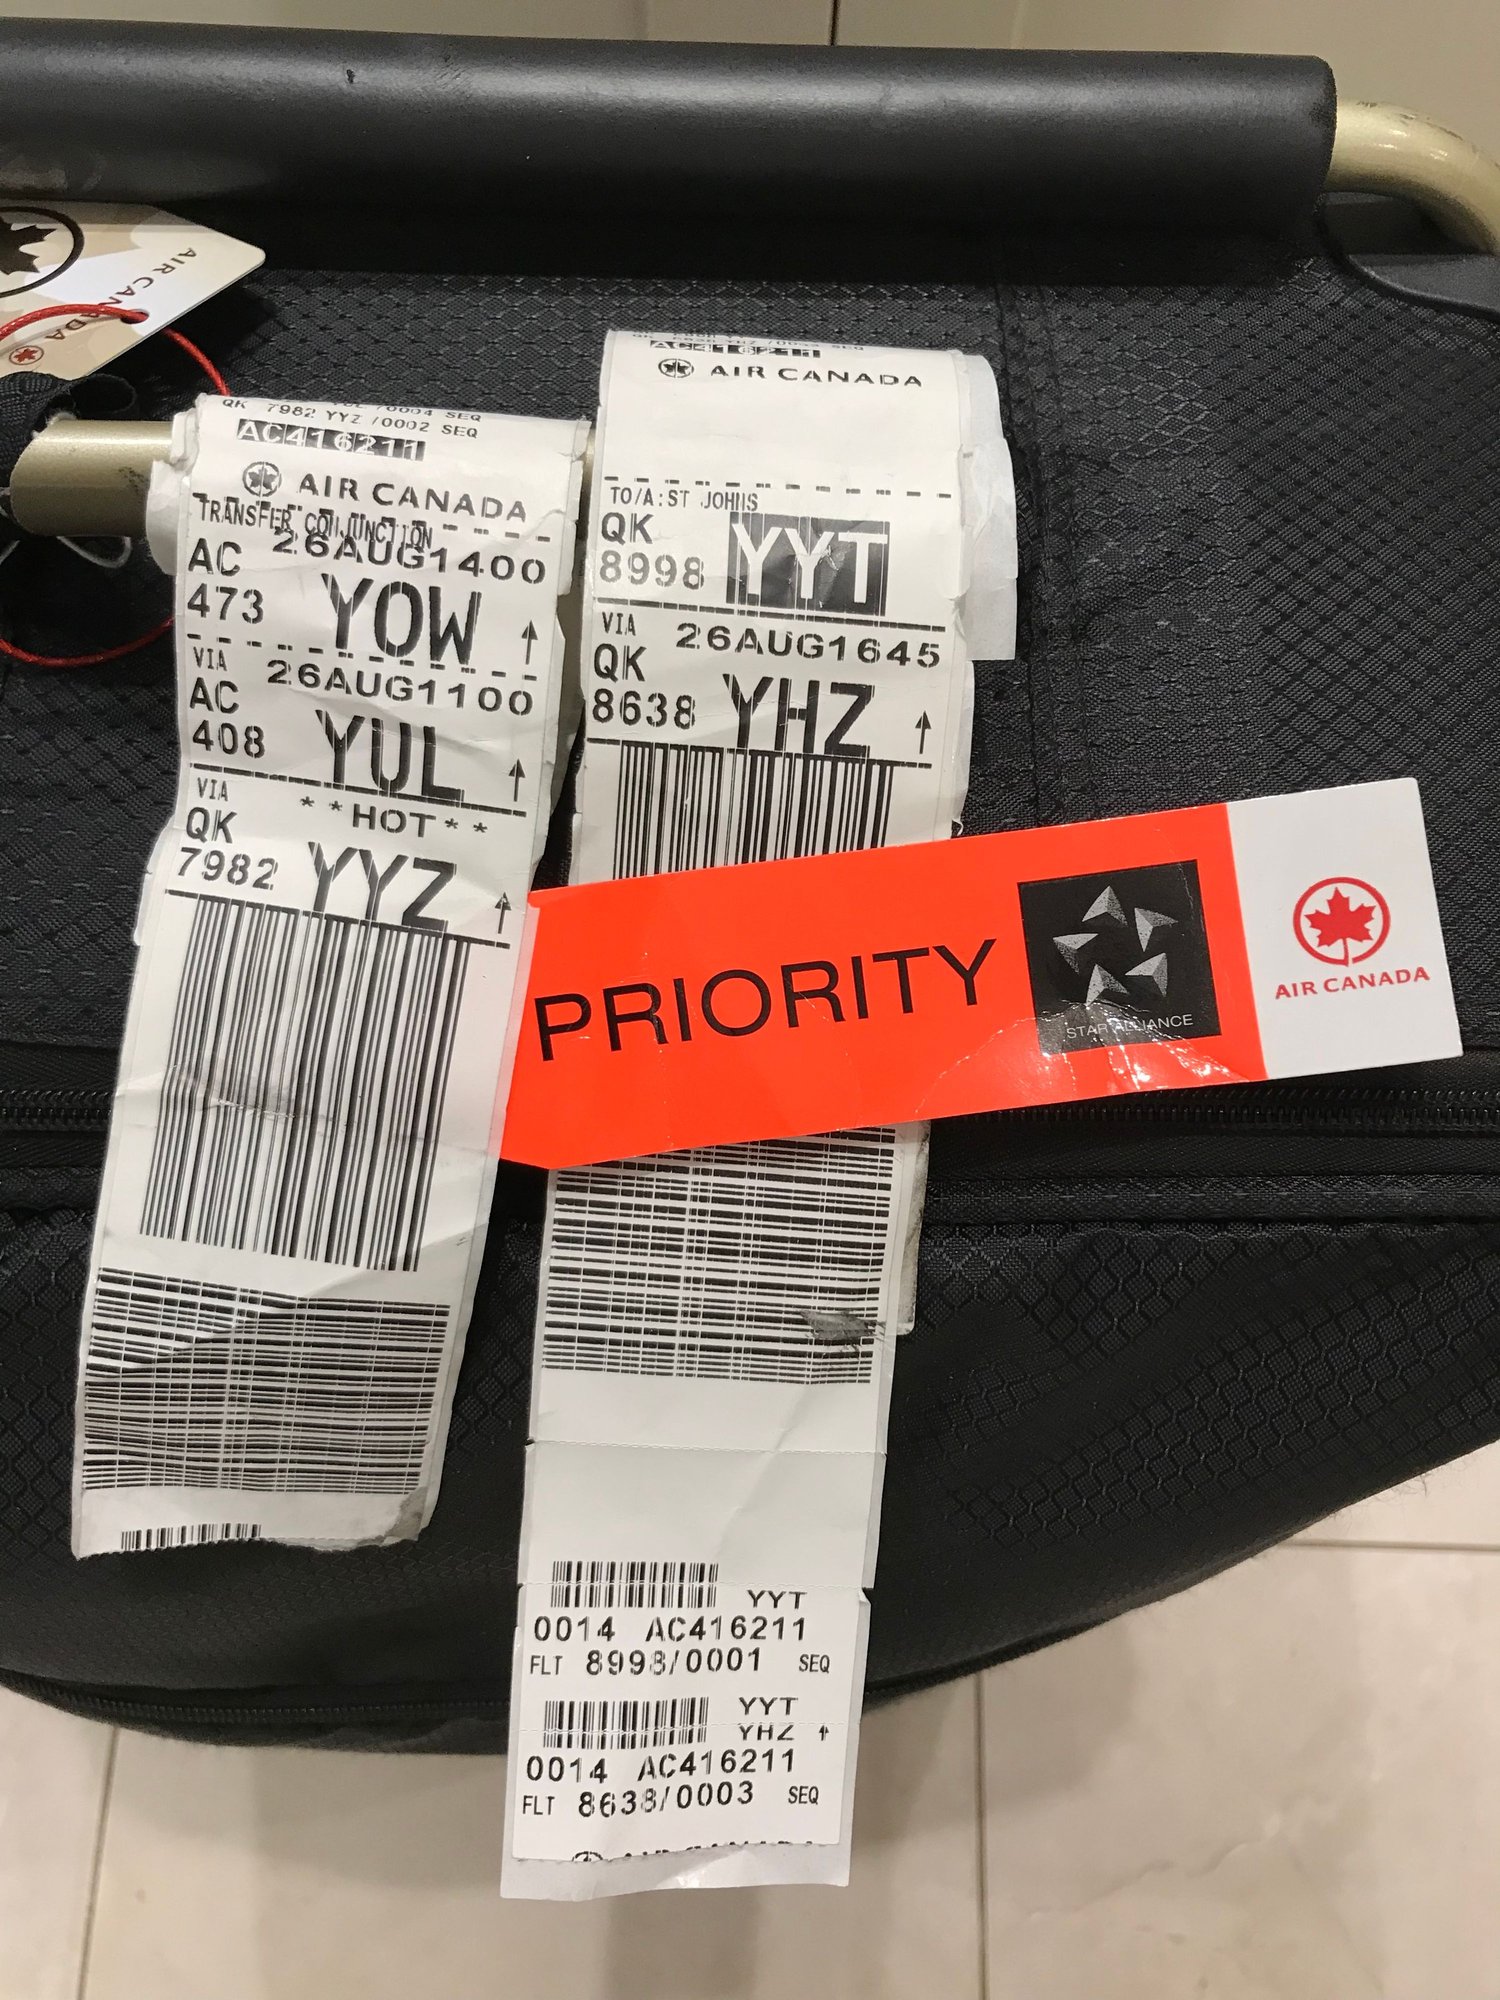 AIR CANADA
QK 7982 YYZ /0002 SEQ
AC416211
AIR CANADA
TRANSFER CONJUNCTION
26AUG1400
AC
473 YOW ↑
VIA 26AUG1100
AC
408 YUL ↑
VIA **HOT**
QK
7982 YYZ ↑
AC416211
AIR CANADA
TO/A:ST JOHNS
QK
8998 YYT
VIA 26AUG1645
QK
8638 YHZ ↑
PRIORITY
STAR ALLIANCE
AIR CANADA
YYT
0014 AC416211
FLT 8998/0001 SEQ
YYT
YHZ ↑
0014 AC416211
FLT 8638/0003 SEQ